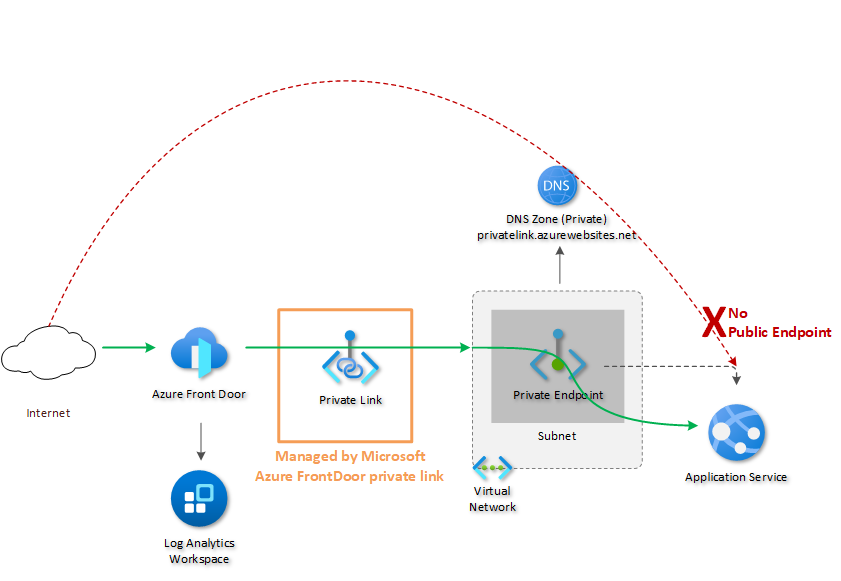 DNS
DNS Zone (Private)
privatelink.azurewebsites.net
X No
Public Endpoint
Internet
Azure Front Door
Private Link
Private Endpoint
Subnet
Managed by Microsoft
Azure FrontDoor private link
Application Service
Virtual
Network
Log Analytics
Workspace